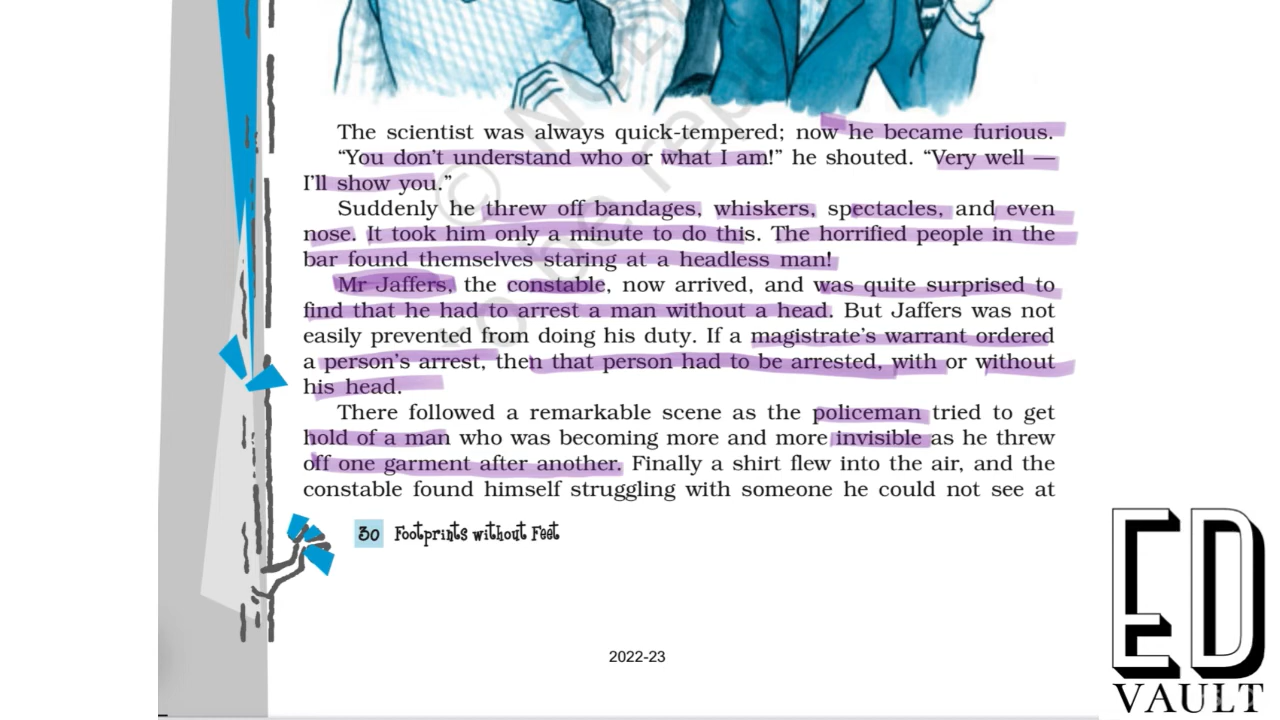 The scientist was always quick-tempered; now he became furious.
“You don’t understand who or what I am!” he shouted. “Very well —
I’ll show you.”
Suddenly he threw off bandages, whiskers, spectacles, and even
nose. It took him only a minute to do this. The horrified people in the
bar found themselves staring at a headless man!
Mr Jaffers, the constable, now arrived, and was quite surprised to
find that he had to arrest a man without a head. But Jaffers was not
easily prevented from doing his duty. If a magistrate’s warrant ordered
a person’s arrest, then that person had to be arrested, with or without
his head.
There followed a remarkable scene as the policeman tried to get
hold of a man who was becoming more and more invisible as he threw
off one garment after another. Finally a shirt flew into the air, and the
constable found himself struggling with someone he could not see at
30 Footprints without Feet
2022-23
ED
VAULT